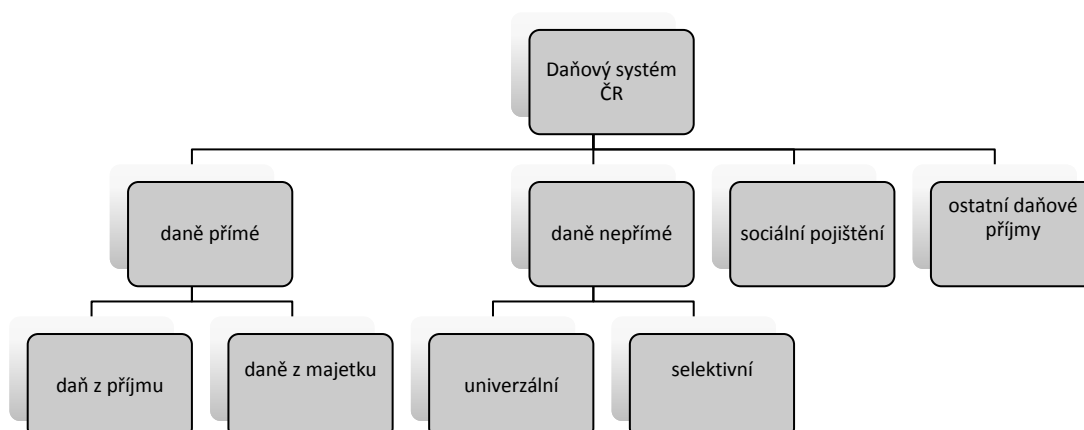 Daňový systém
ČR
daně přímé
daně nepřímé
sociální pojištění
ostatní daňové
příjmy
daň z příjmu
daně z majetku
univerzální
selektivní